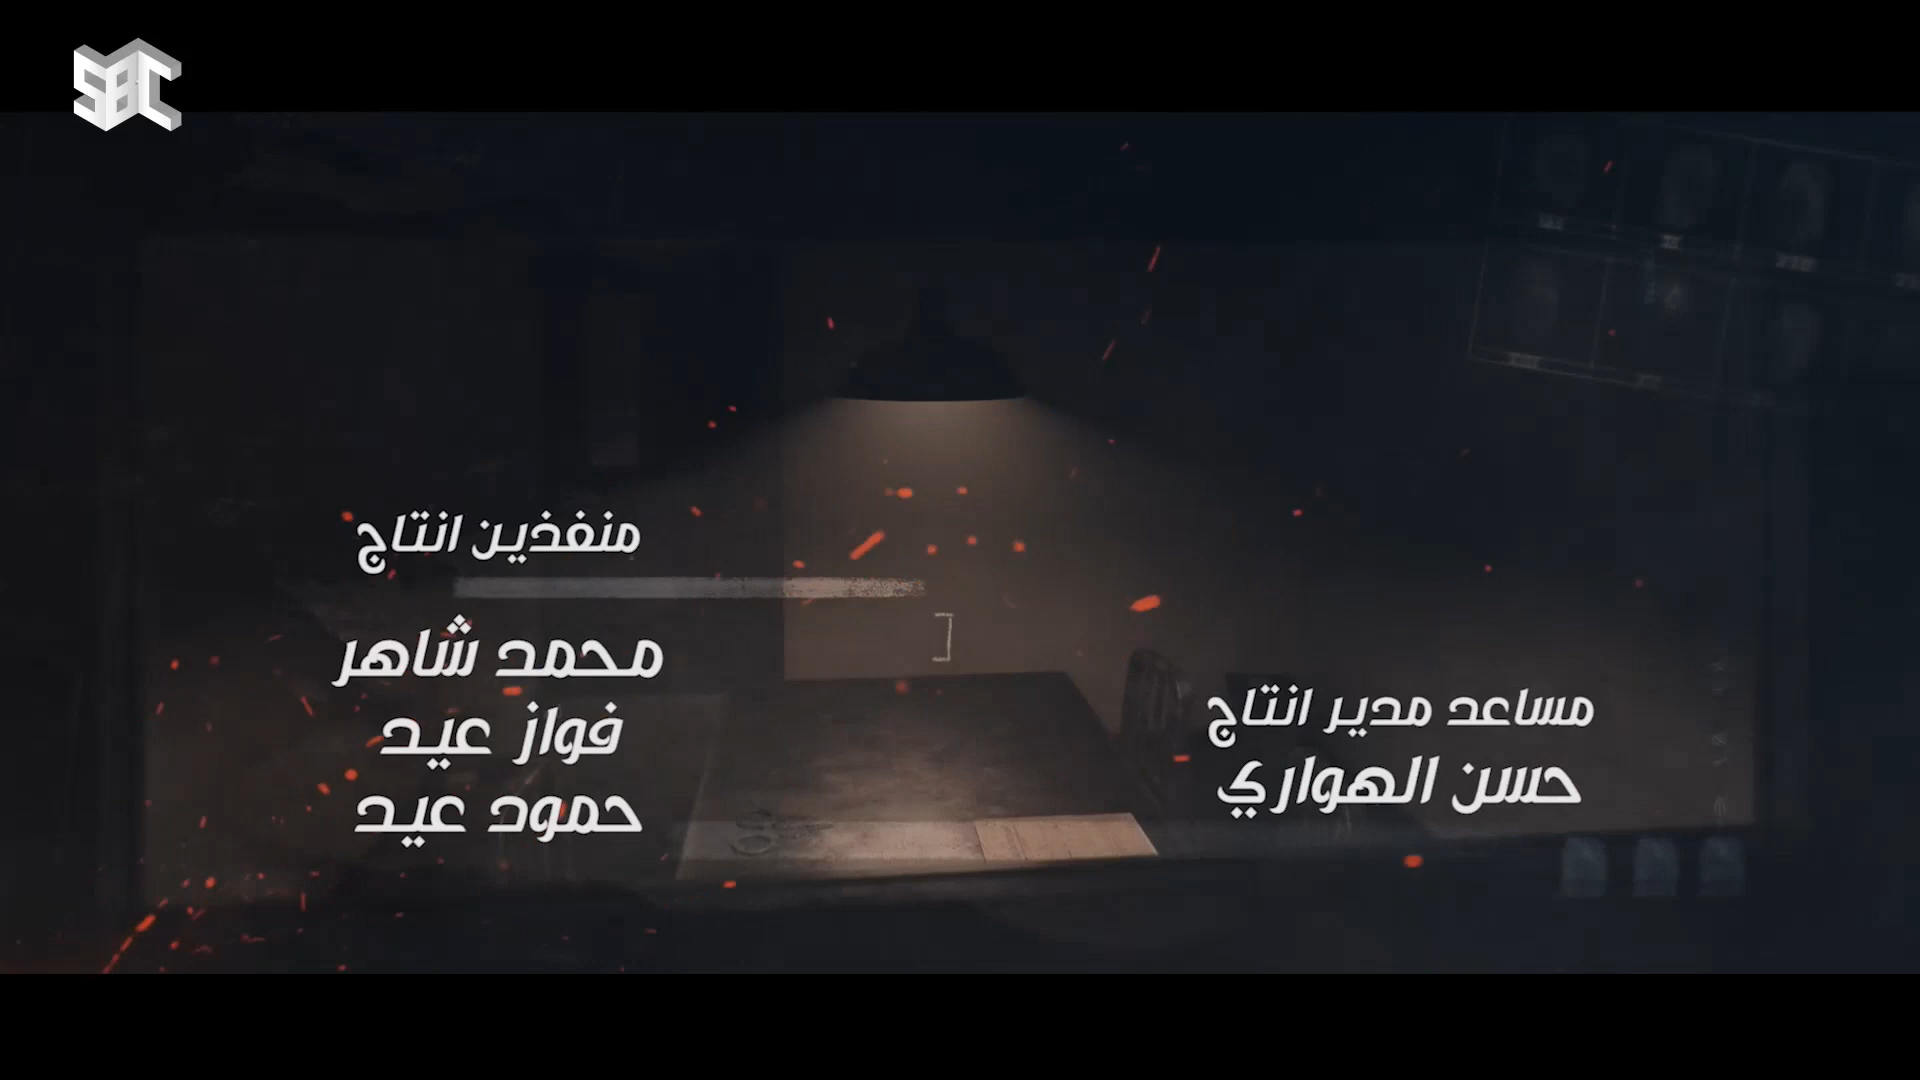 SBC
مساعد مدير انتاج
حسن الهواري
منفذين انتاج
محمد شاهر
فواز عيد
حمود عيد